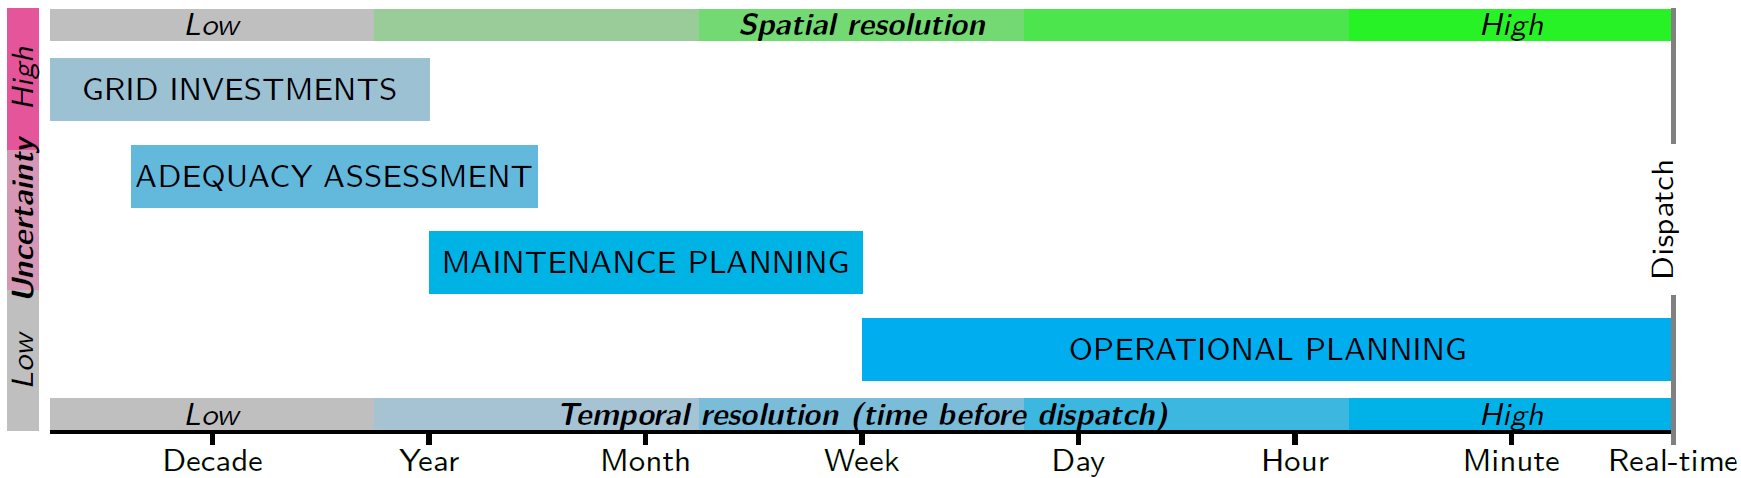 Low Spatial resolution High
High
GRID INVESTMENTS
ADEQUACY ASSESSMENT
Uncertainty
Dispatch
MAINTENANCE PLANNING
OPERATIONAL PLANNING
Low
Low Temporal resolution (time before dispatch) High
Decade Year Month Week Day Hour Minute Real-time